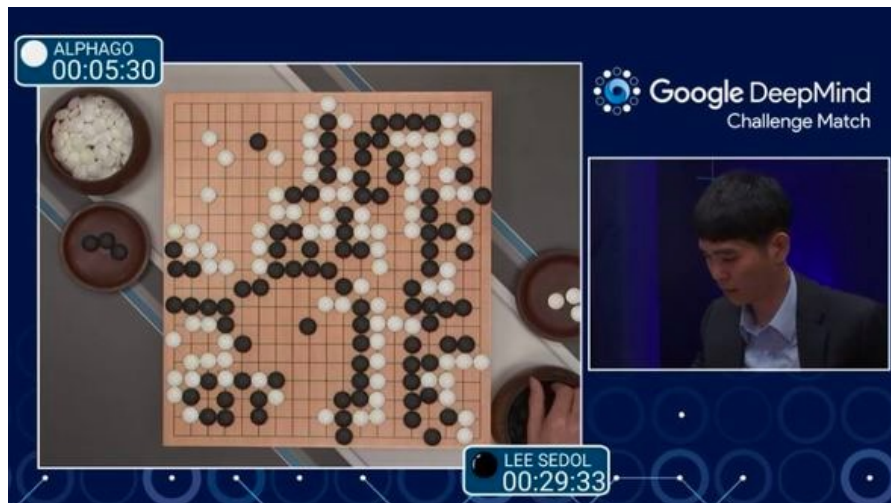 ALPHAGO
00:05:30
Google DeepMind
Challenge Match
LEE SEDOL
00:29:33